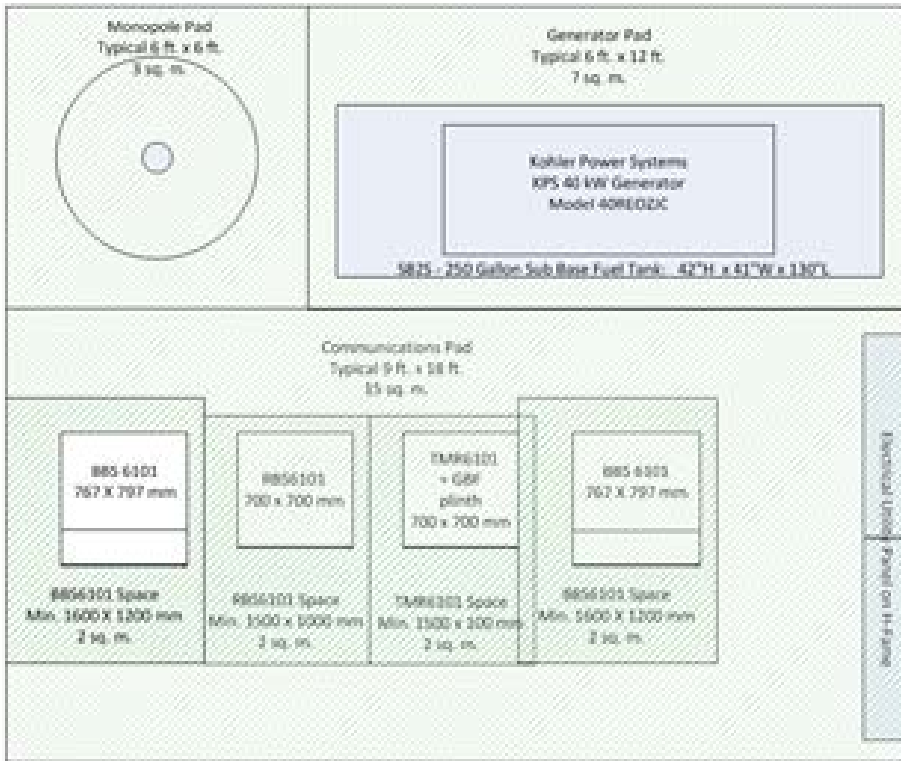 Monopole Pad
Typical 6 ft. x 6 ft.
3 sq. m.
Generator Pad
Typical 6 ft. x 12 ft.
7 sq. m.
Kohler Power Systems
KPS 40 kW Generator
Model 40REOZJC
SB25 - 250 Gallon Sub Base Fuel Tank: 42"H x 41"W x 130"L
Communications Pad
Typical 9 ft. x 18 ft.
15 sq. m.
BBS 6101
767 X 797 mm
BBS6101 Space
Min. 1600 X 1200 mm
2 sq. m.
RBS6101
700 x 700 mm
RBS6101 Space
Min. 1500 x 1000 mm
2 sq. m.
TMR6101
+ GBF
plinth
700 x 700 mm
TMR6101 Space
Min. 1500 x 100 mm
2 sq. m.
BBS 6101
767 X 797 mm
BBS6101 Space
Min. 1600 X 1200 mm
2 sq. m.
Electrical Utility Panel on H-Frame